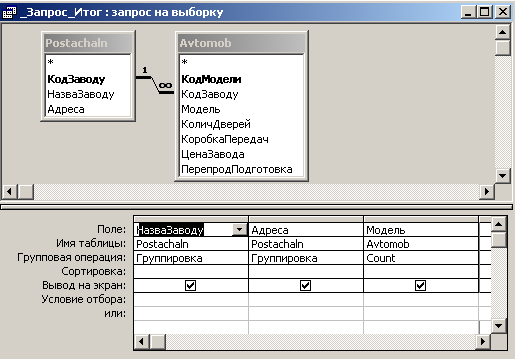 _Запрос_Итог : запрос на выборку
Postachaln
*
КодЗаводу
НазваЗаводу
Адреса
1
∞
Avtomob
*
КодМодели
КодЗаводу
Модель
КоличДверей
КоробкаПередач
ЦенаЗавода
ПерепродПодготовка
Поле: НазваЗаводу Адреса Модель
Имя таблицы: Postachaln Postachaln Avtomob
Групповая операция: Группировка Группировка Count
Сортировка:
Вывод на экран:
Условие отбора:
или: